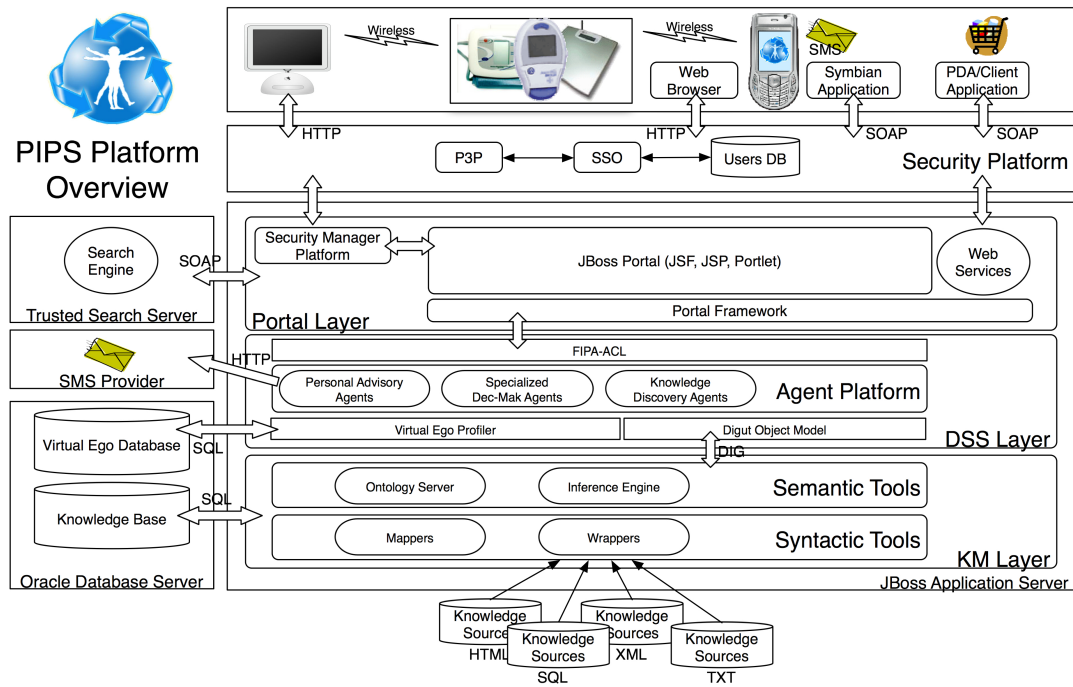 PIPS Platform
Overview
Wireless
Wireless
SMS
Web
Browser
Symbian
Application
PDA/Client
Application
HTTP
HTTP
SOAP
SOAP
P3P
SSO
Users DB
Security Platform
Search
Engine
SOAP
Trusted Search Server
Security Manager
Platform
JBoss Portal (JSF, JSP, Portlet)
Web
Services
Portal Framework
Portal Layer
HTTP
SMS Provider
FIPA-ACL
Personal Advisory
Agents
Specialized
Dec-Mak Agents
Knowledge
Discovery Agents
Agent Platform
Virtual Ego Profiler
Digut Object Model
DSS Layer
Virtual Ego Database
SQL
DIG
Ontology Server
Inference Engine
Semantic Tools
SQL
Knowledge Base
Mappers
Wrappers
Syntactic Tools
KM Layer
Oracle Database Server
JBoss Application Server
Knowledge
Sources
HTML
Knowledge
Sources
SQL
Knowledge
Sources
XML
Knowledge
Sources
TXT